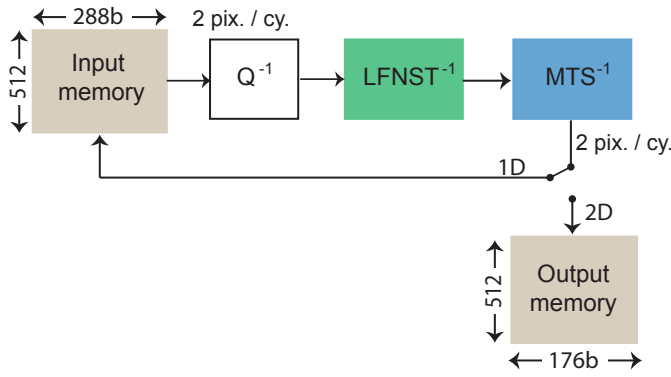 288b
2 pix. / cy.
512
Input
memory
Q⁻¹
LFNST⁻¹
MTS⁻¹
2 pix. / cy.
1D
2D
512
Output
memory
176b